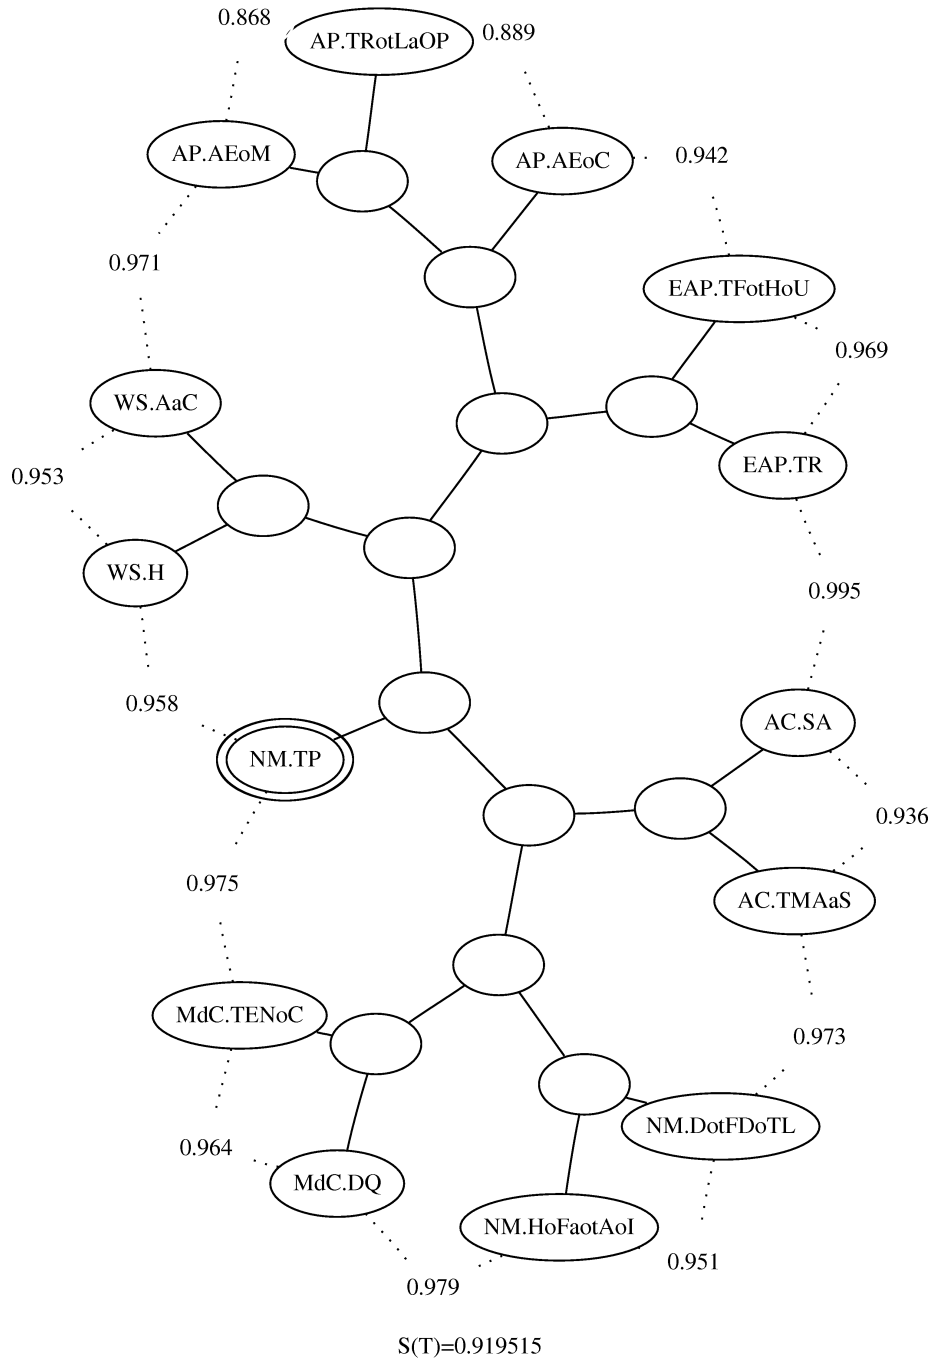 0.868
AP.TRotLaOP
0.889
AP.AEoM
AP.AEoC
0.942
0.971
EAP.TFotHoU
0.969
WS.AaC
EAP.TR
0.953
WS.H
0.995
0.958
AC.SA
NM.TP
0.936
0.975
AC.TMAaS
MdC.TENoC
0.973
NM.DotFDoTL
0.964
MdC.DQ
NM.HoFaotAoI
0.951
0.979
S(T)=0.919515